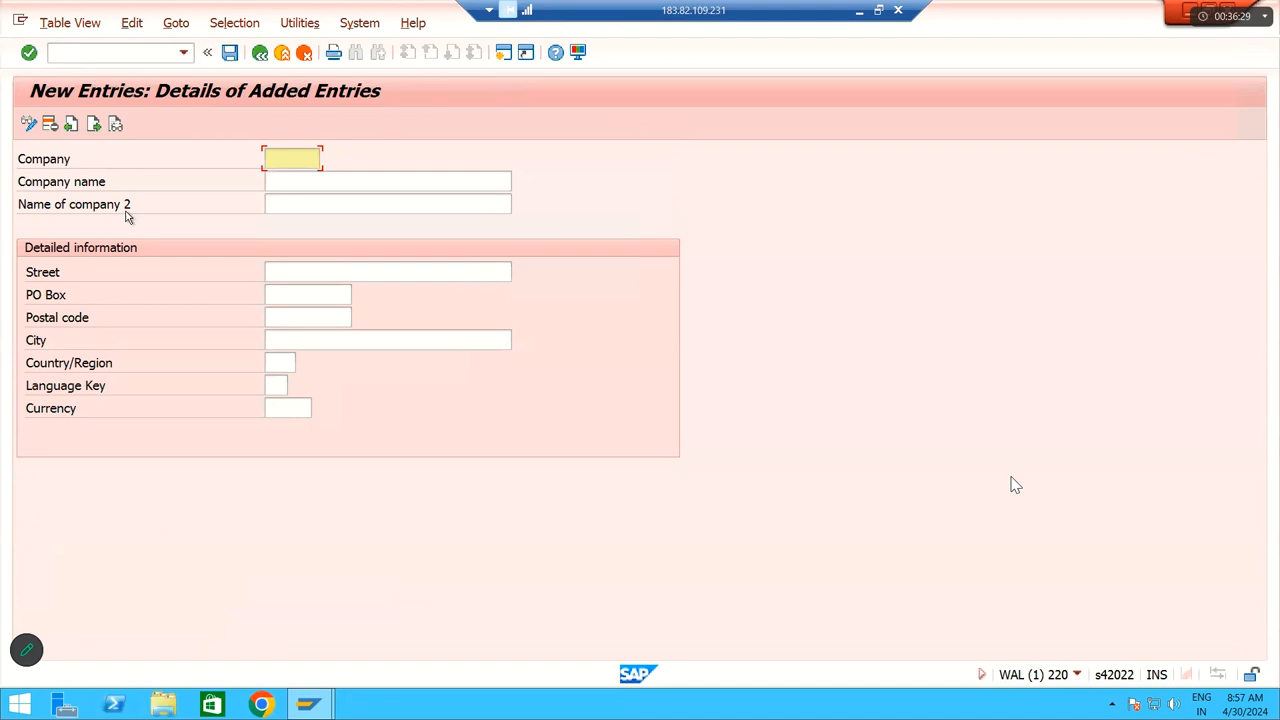 183.82.109.231
00:36:29
Table View Edit Goto Selection Utilities System Help
New Entries: Details of Added Entries
Company
Company name
Name of company 2
Detailed information
Street
PO Box
Postal code
City
Country/Region
Language Key
Currency
SAP
WAL (1) 220 s42022 INS
ENG 8:57 AM
IN 4/30/2024